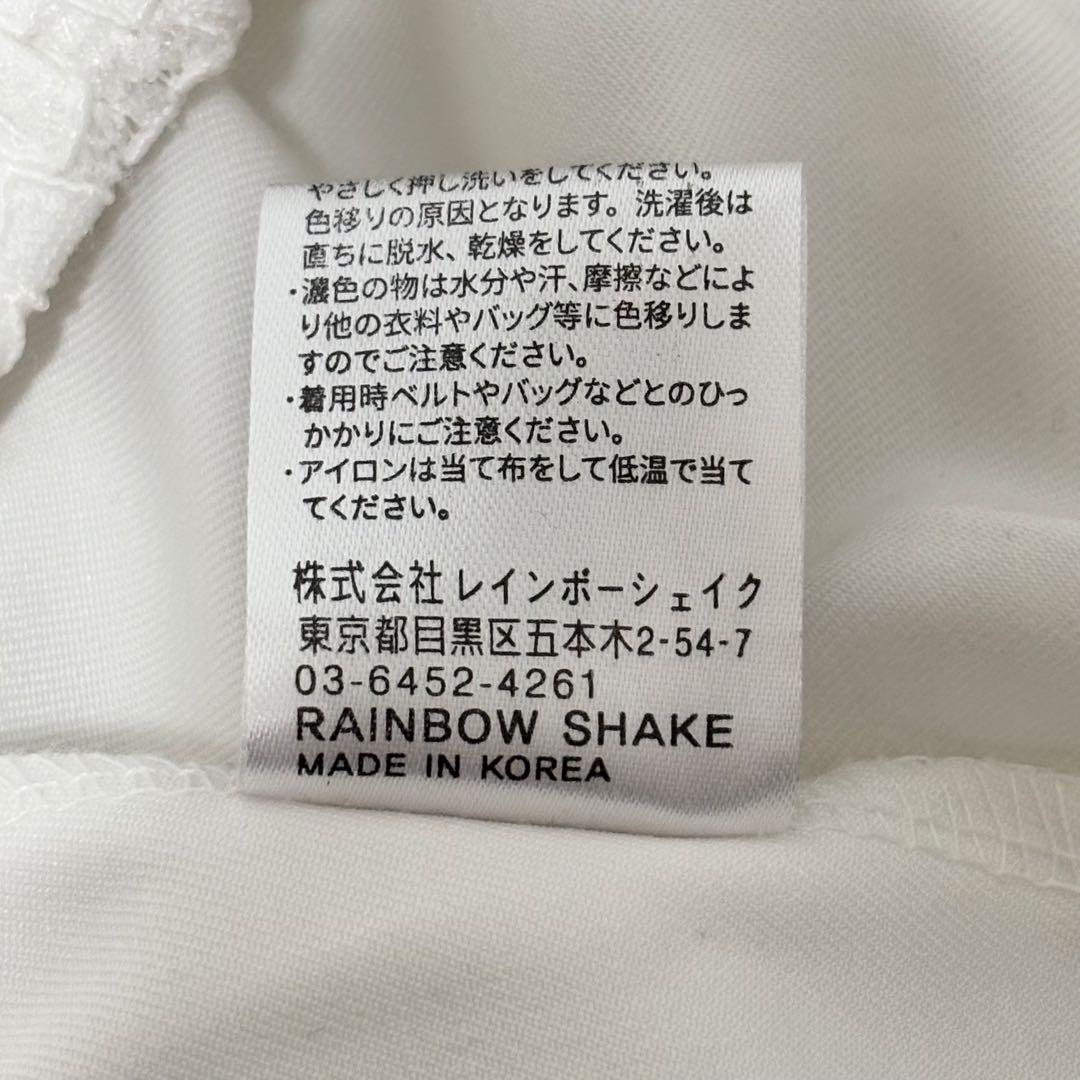 やさしく押し洗いをしてください。
色移りの原因となります。洗濯後は
直ちに脱水、乾燥をしてください。
・濃色の物は水分や汗、摩擦などによ
り他の衣料やバッグ等に色移りしま
すのでご注意ください。
・着用時ベルトやバッグなどとのひっ
かかりにご注意ください。
・アイロンは当て布をして低温で当て
てください。
株式会社レインボーシェイク
東京都目黒区五本木2-54-7
03-6452-4261
RAINBOW SHAKE
MADE IN KOREA